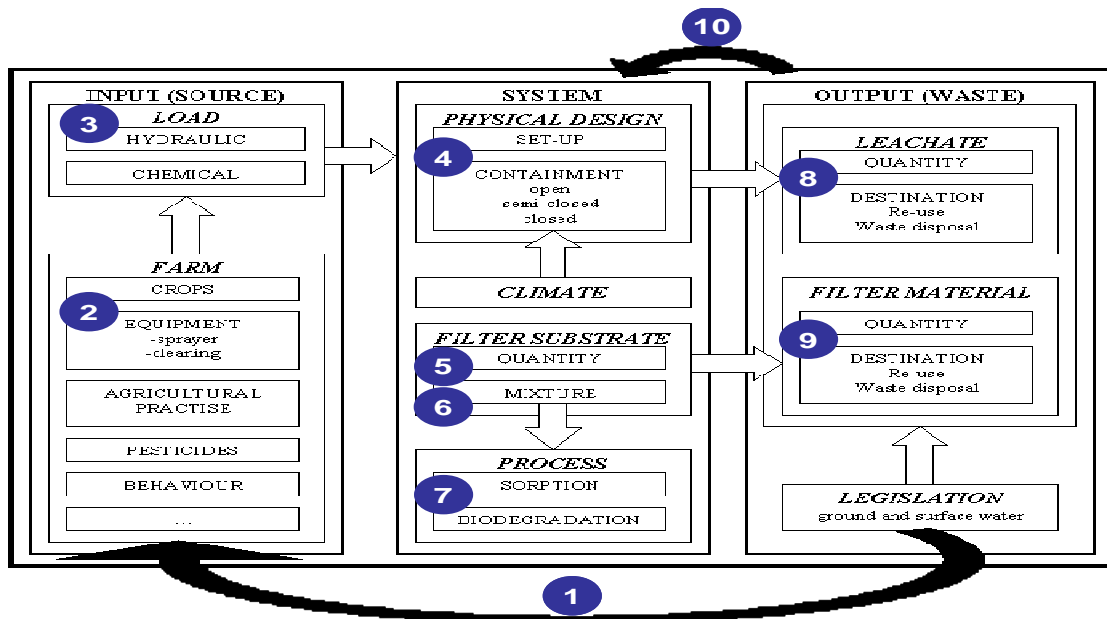 10
INPUT (SOURCE)
LOAD
3
HYDRAULIC
CHEMICAL
FARM
CROPS
2
EQUIPMENT
-sprayer
-cleaning
AGRICULTURAL
PRACTISE
PESTICIDES
BEHAVIOUR
...
SYSTEM
PHYSICAL DESIGN
SET-UP
4
CONTAINMENT
open
semi closed
closed
CLIMATE
FILTER SUBSTRATE
5
QUANTITY
6
MIXTURE
PROCESS
SORPTION
7
BIODEGRADATION
OUTPUT (WASTE)
LEACHATE
QUANTITY
8
DESTINATION
Re-use
Waste disposal
FILTER MATERIAL
QUANTITY
9
DESTINATION
Re-use
Waste disposal
LEGISLATION
ground and surface water
1